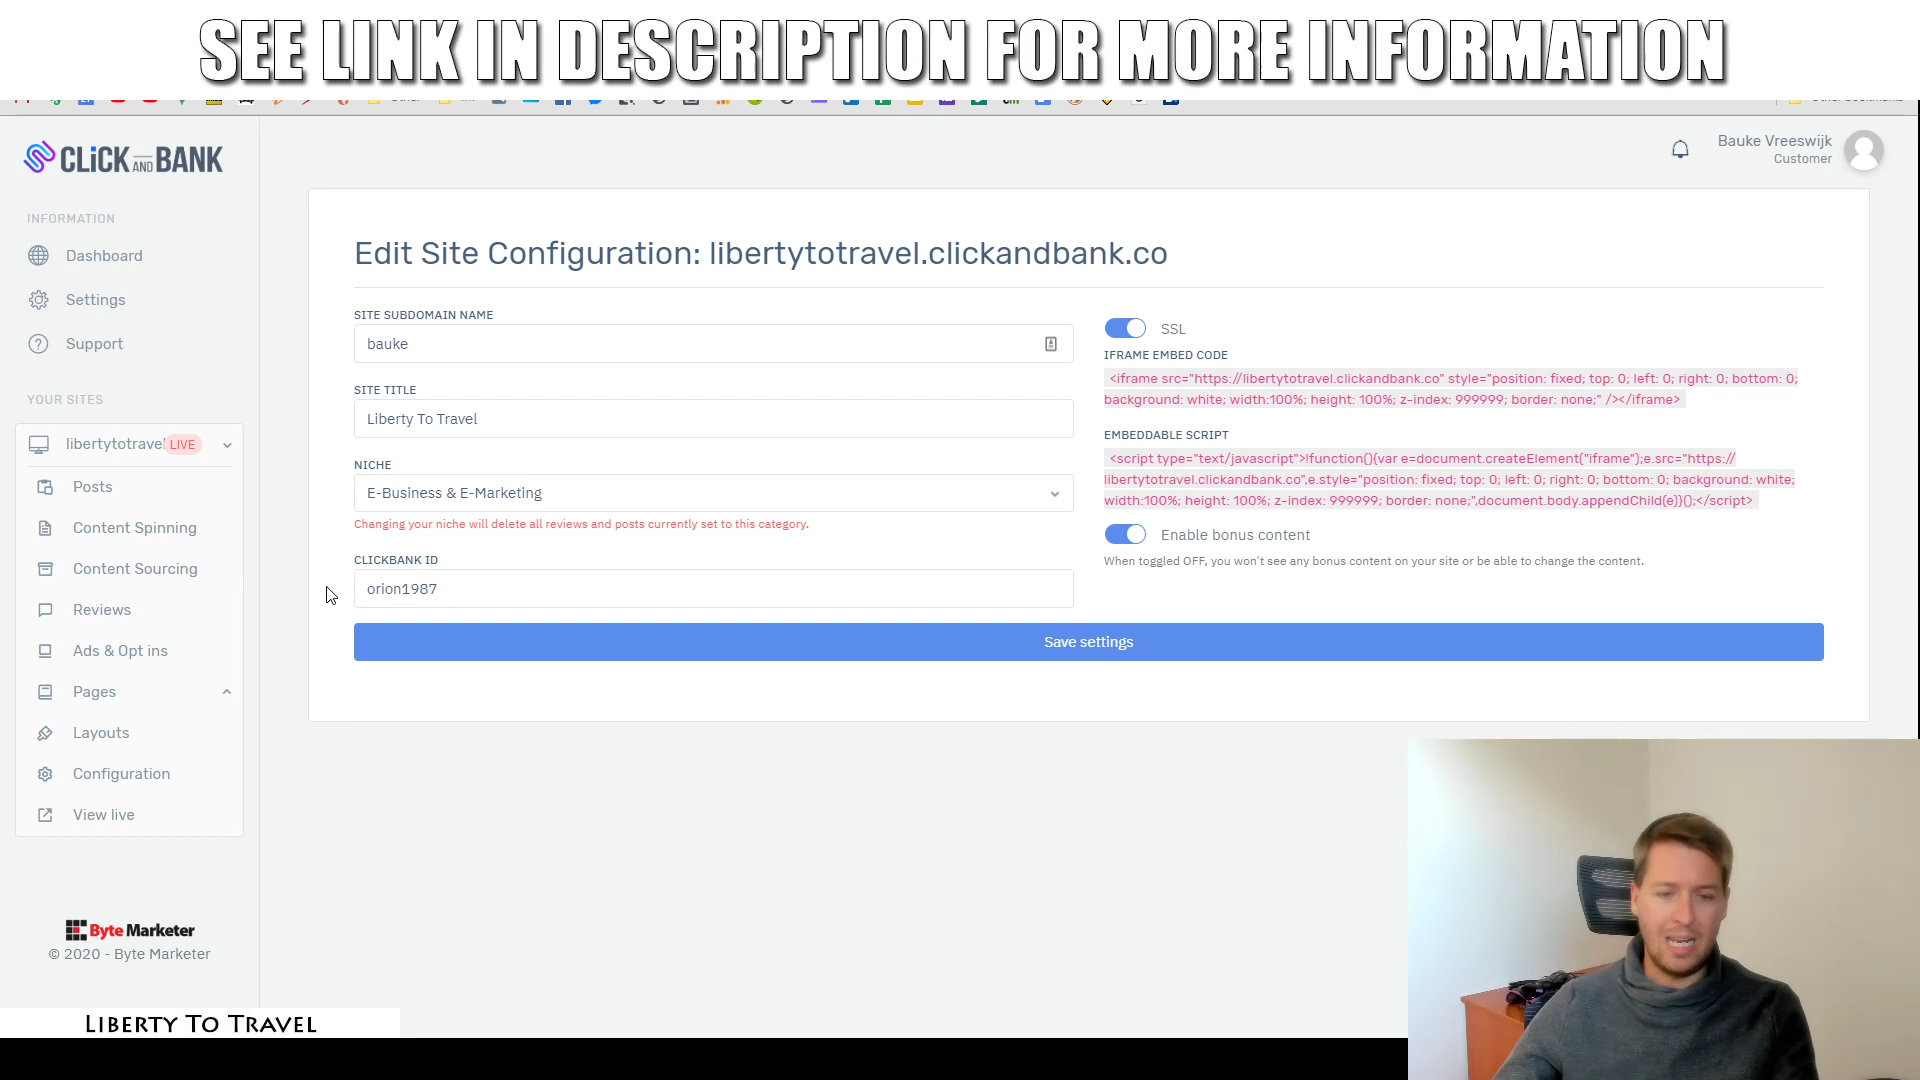 SEE LINK IN DESCRIPTION FOR MORE INFORMATION
CLiCK AND BANK
Bauke Vreeswijk
Customer
INFORMATION
Dashboard
Settings
Support
YOUR SITES
libertytotravel LIVE
Posts
Content Spinning
Content Sourcing
Reviews
Ads & Opt ins
Pages
Layouts
Configuration
View live
Byte Marketer
© 2020 - Byte Marketer
Edit Site Configuration: libertytotravel.clickandbank.co
SITE SUBDOMAIN NAME
bauke
SITE TITLE
Liberty To Travel
NICHE
E-Business & E-Marketing
Changing your niche will delete all reviews and posts currently set to this category.
CLICKBANK ID
orion1987
SSL
IFRAME EMBED CODE
<iframe src="https://libertytotravel.clickandbank.co" style="position: fixed; top: 0; left: 0; right: 0; bottom: 0;
background: white; width:100%; height: 100%; z-index: 999999; border: none;" /></iframe>
EMBEDDABLE SCRIPT
<script type="text/javascript">!function(){var e=document.createElement("iframe");e.src="https://
libertytotravel.clickandbank.co",e.style="position: fixed; top: 0; left: 0; right: 0; bottom: 0; background: white;
width:100%; height: 100%; z-index: 999999; border: none;",document.body.appendChild(e)}();</script>
Enable bonus content
When toggled OFF, you won't see any bonus content on your site or be able to change the content.
Save settings
LIBERTY TO TRAVEL